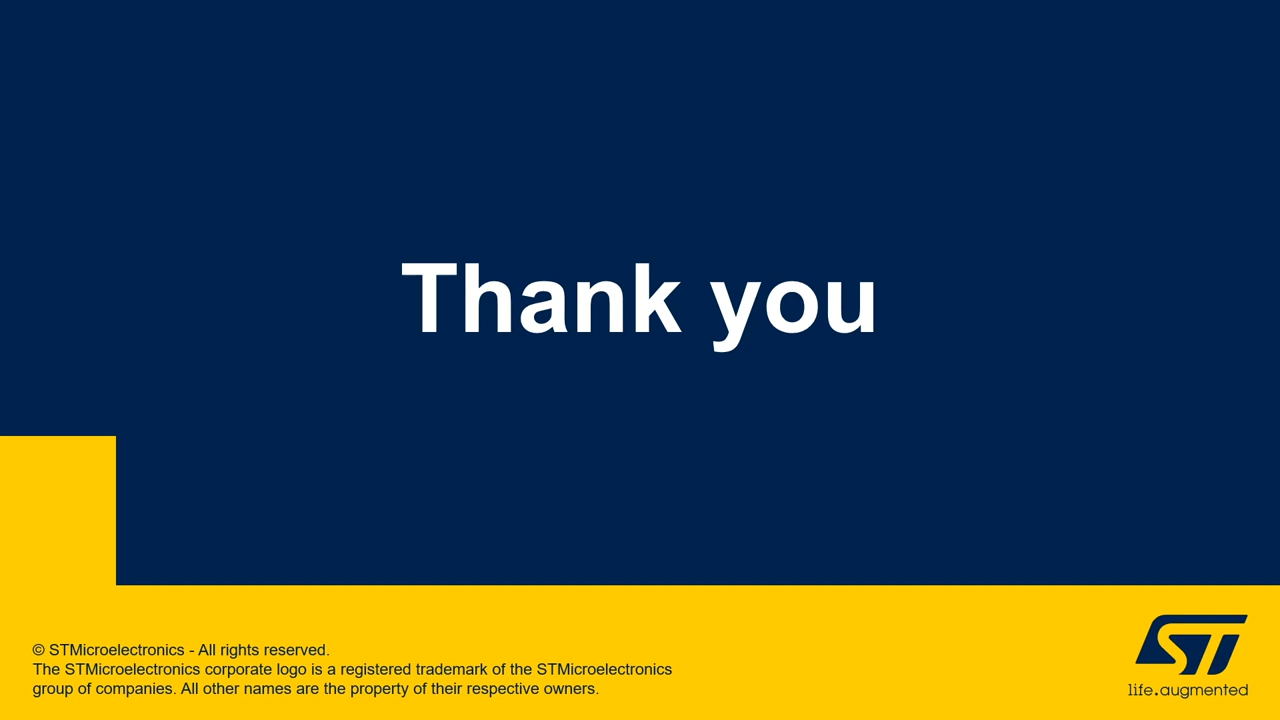 Thank you
© STMicroelectronics - All rights reserved.
The STMicroelectronics corporate logo is a registered trademark of the STMicroelectronics
group of companies. All other names are the property of their respective owners.
ST
life.augmented